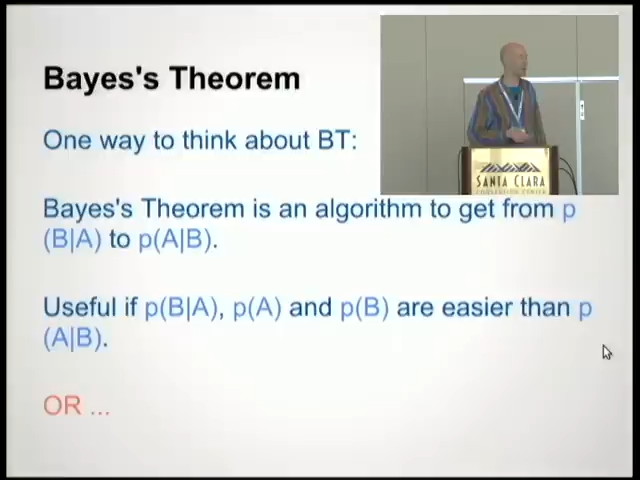 Bayes's Theorem
One way to think about BT:
SANTA CLARA
CONVENTION CENTER
Bayes's Theorem is an algorithm to get from p
(B|A) to p(A|B).
Useful if p(B|A), p(A) and p(B) are easier than p
(A|B).
OR ...